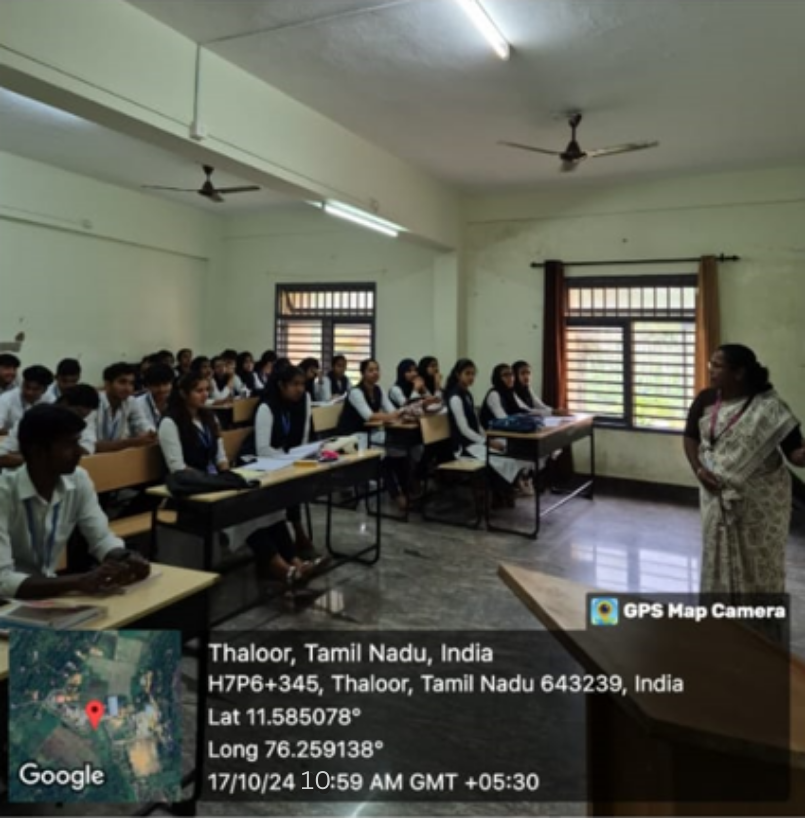 GPS Map Camera
Thaloor, Tamil Nadu, India
H7P6+345, Thaloor, Tamil Nadu 643239, India
Lat 11.585078°
Long 76.259138°
17/10/24 10:59 AM GMT +05:30
Google